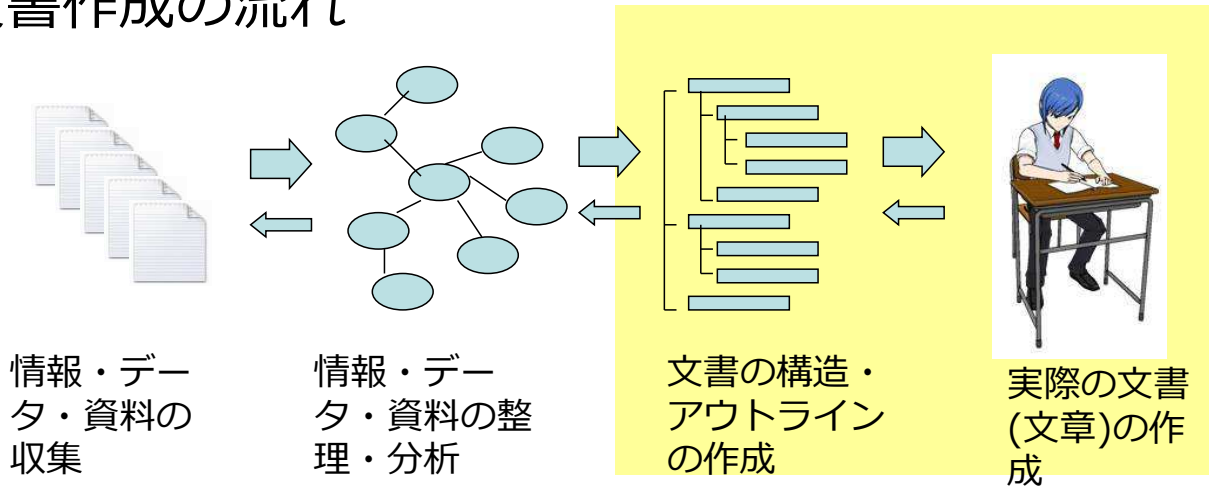 書作成の流れ
情報・デー
タ・資料の
収集
情報・デー
タ・資料の整
理・分析
文書の構造・
アウトライン
の作成
実際の文書
(文章)の作
成